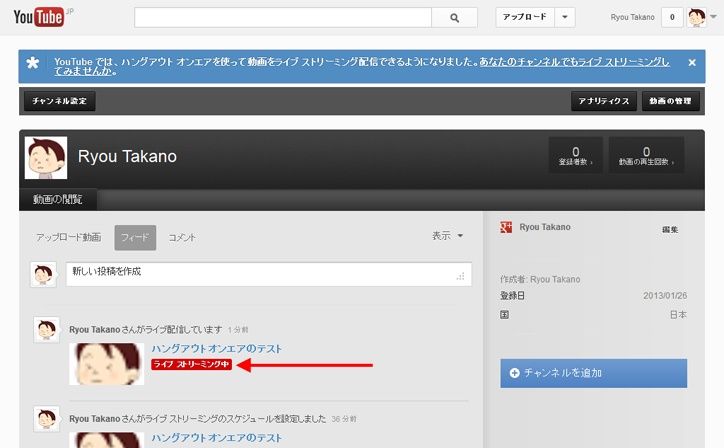 YouTube JP
アップロード
Ryou Takano
0
YouTube では、ハングアウト オンエアを使って動画をライブ ストリーミング配信できるようになりました。あなたのチャンネルでもライブ ストリーミングし
てみませんか。
チャンネル設定
アナリティクス
動画の管理
Ryou Takano
0
登録者数 ›
0
動画の再生回数 ›
動画の閲覧
アップロード動画
フィード
コメント
表示
新しい投稿を作成
Ryou Takanoさんがライブ配信しています 1 分前
ハングアウトオンエアのテスト
ライブ ストリーミング中
Ryou Takanoさんがライブ ストリーミングのスケジュールを設定しました 36 分前
ハングアウトオンエアのテスト
Ryou Takano
編集
作成者: Ryou Takano
登録日 2013/01/26
国 日本
チャンネルを追加